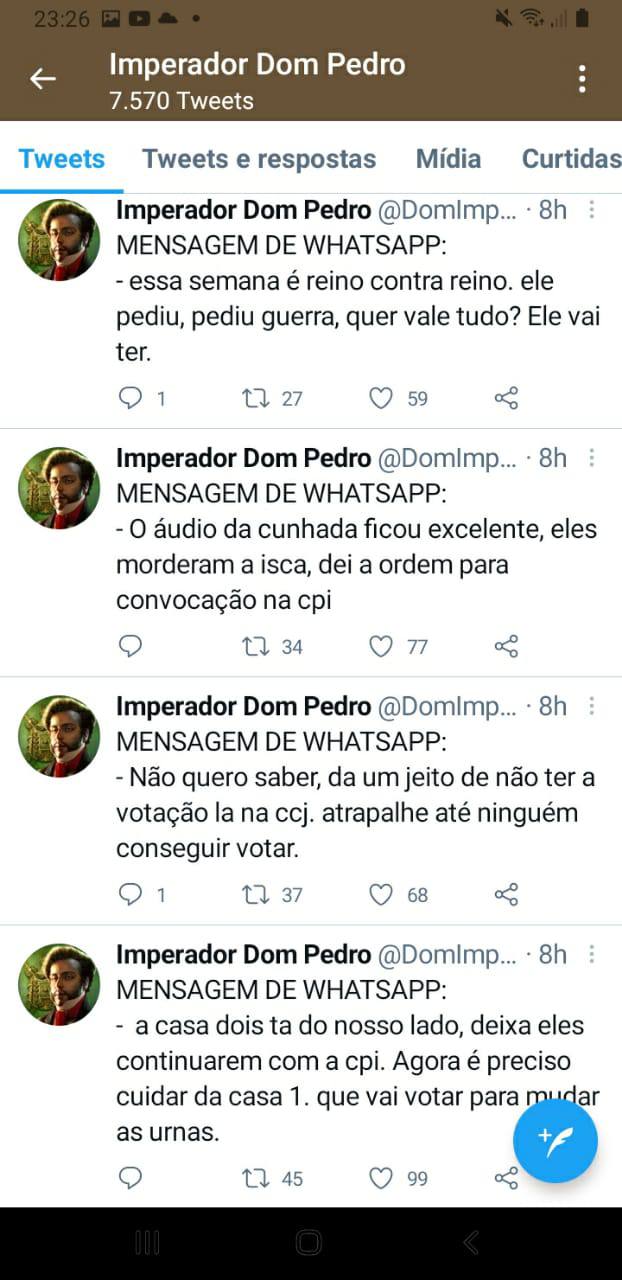 23:26
Imperador Dom Pedro
7.570 Tweets
Tweets Tweets e respostas Mídia Curtidas
Imperador Dom Pedro @DomImp... · 8h
MENSAGEM DE WHATSAPP:
- essa semana é reino contra reino. ele
pediu, pediu guerra, quer vale tudo? Ele vai
ter.
1 27 59
Imperador Dom Pedro @DomImp... · 8h
MENSAGEM DE WHATSAPP:
- O áudio da cunhada ficou excelente, eles
morderam a isca, dei a ordem para
convocação na cpi
34 77
Imperador Dom Pedro @DomImp... · 8h
MENSAGEM DE WHATSAPP:
- Não quero saber, da um jeito de não ter a
votação la na ccj. atrapalhe até ninguém
conseguir votar.
1 37 68
Imperador Dom Pedro @DomImp... · 8h
MENSAGEM DE WHATSAPP:
- a casa dois ta do nosso lado, deixa eles
continuarem com a cpi. Agora é preciso
cuidar da casa 1. que vai votar para mudar
as urnas.
45 99